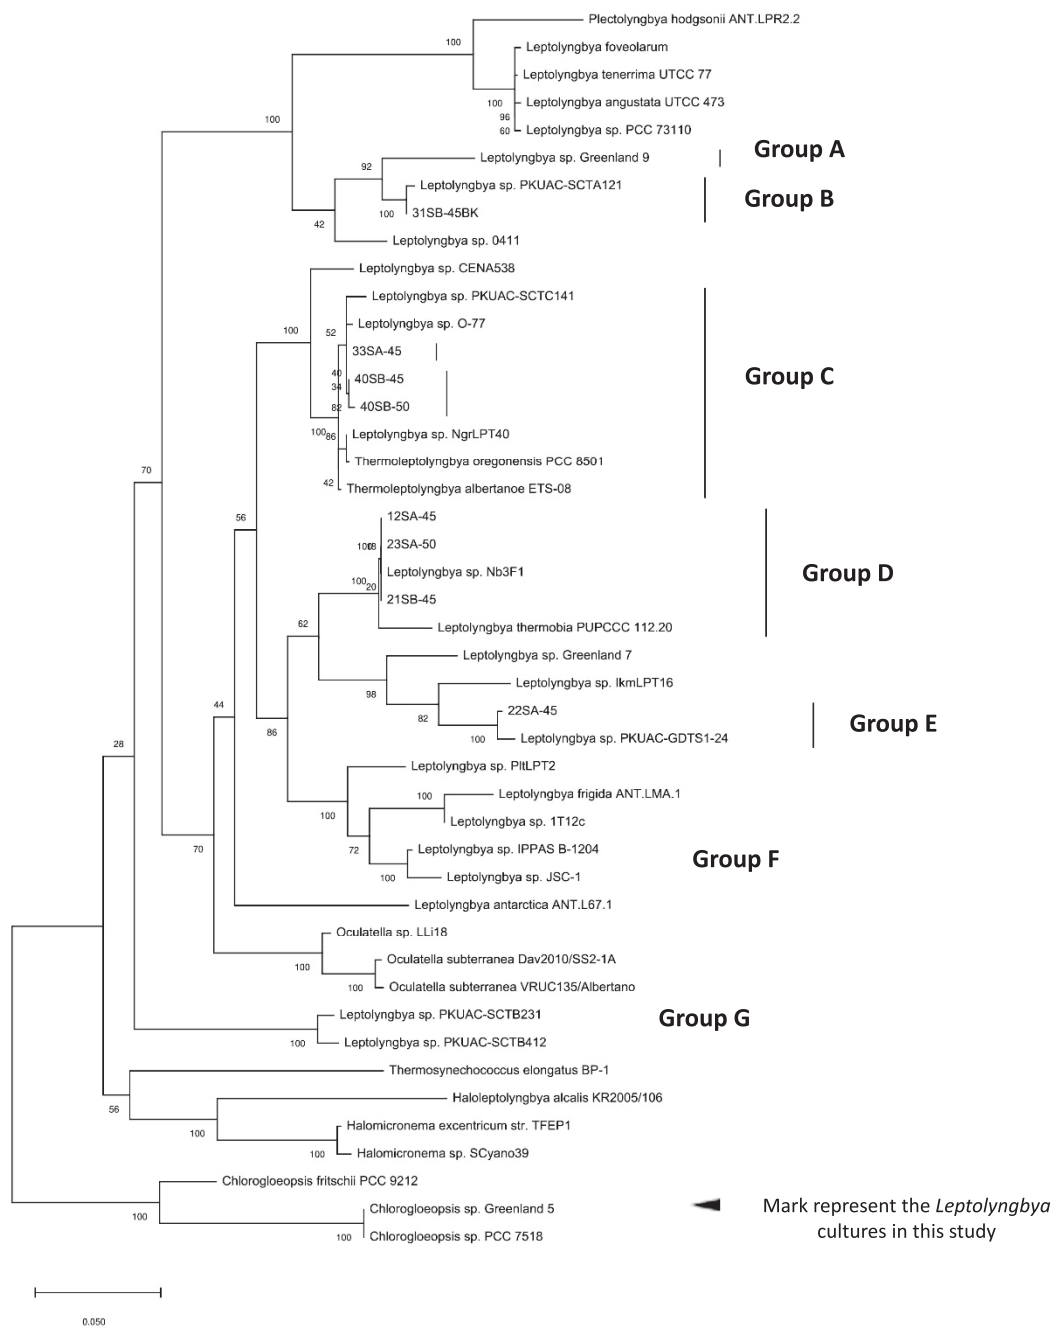 Plectolyngbya hodgsonii ANT.LPR2.2
100
Leptolyngbya foveolarum
Leptolyngbya tenerrima UTCC 77
100
Leptolyngbya angustata UTCC 473
96
100
60
Leptolyngbya sp. PCC 73110
Group A
Leptolyngbya sp. Greenland 9
92
Leptolyngbya sp. PKUAC-SCTA121
Group B
100
31SB-45BK
42
Leptolyngbya sp. 0411
Leptolyngbya sp. CENA538
Leptolyngbya sp. PKUAC-SCTC141
Leptolyngbya sp. O-77
100
52
33SA-45
40
40SB-45
Group C
34
82
40SB-50
100
86
Leptolyngbya sp. NgrLPT40
Thermoleptolyngbya oregonensis PCC 8501
70
42
Thermoleptolyngbya albertanoe ETS-08
56
12SA-45
100
23SA-50
Leptolyngbya sp. Nb3F1
Group D
100
20
21SB-45
62
Leptolyngbya thermobia PUPCCC 112.20
Leptolyngbya sp. Greenland 7
98
Leptolyngbya sp. IkmLPT16
44
82
22SA-45
Group E
86
100
Leptolyngbya sp. PKUAC-GDTS1-24
28
Leptolyngbya sp. PltLPT2
100
100
Leptolyngbya frigida ANT.LMA.1
Leptolyngbya sp. 1T12c
70
72
Leptolyngbya sp. IPPAS B-1204
Group F
100
Leptolyngbya sp. JSC-1
Leptolyngbya antarctica ANT.L67.1
Oculatella sp. LLi18
100
Oculatella subterranea Dav2010/SS2-1A
100
Oculatella subterranea VRUC135/Albertano
Leptolyngbya sp. PKUAC-SCTB231
Group G
100
Leptolyngbya sp. PKUAC-SCTB412
Thermosynechococcus elongatus BP-1
56
Haloleptolyngbya alcalis KR2005/106
100
Halomicronema excentricum str. TFEP1
100
Halomicronema sp. SCyano39
Chlorogloeopsis fritschii PCC 9212
100
Chlorogloeopsis sp. Greenland 5
100
Chlorogloeopsis sp. PCC 7518
Mark represent the Leptolyngbya
cultures in this study
0.050